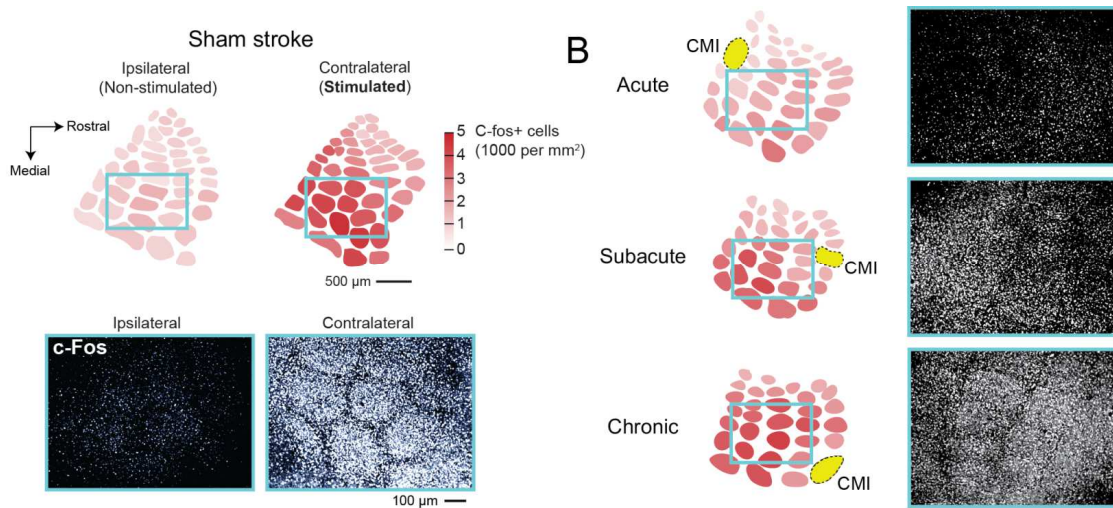 Sham stroke
Ipsilateral
(Non-stimulated)
Contralateral
(Stimulated)
Rostral
Medial
5
4
3
2
1
0
C-fos+ cells
(1000 per mm²)
500 µm
Ipsilateral
Contralateral
c-Fos
100 µm
B
Acute
CMI
Subacute
CMI
Chronic
CMI